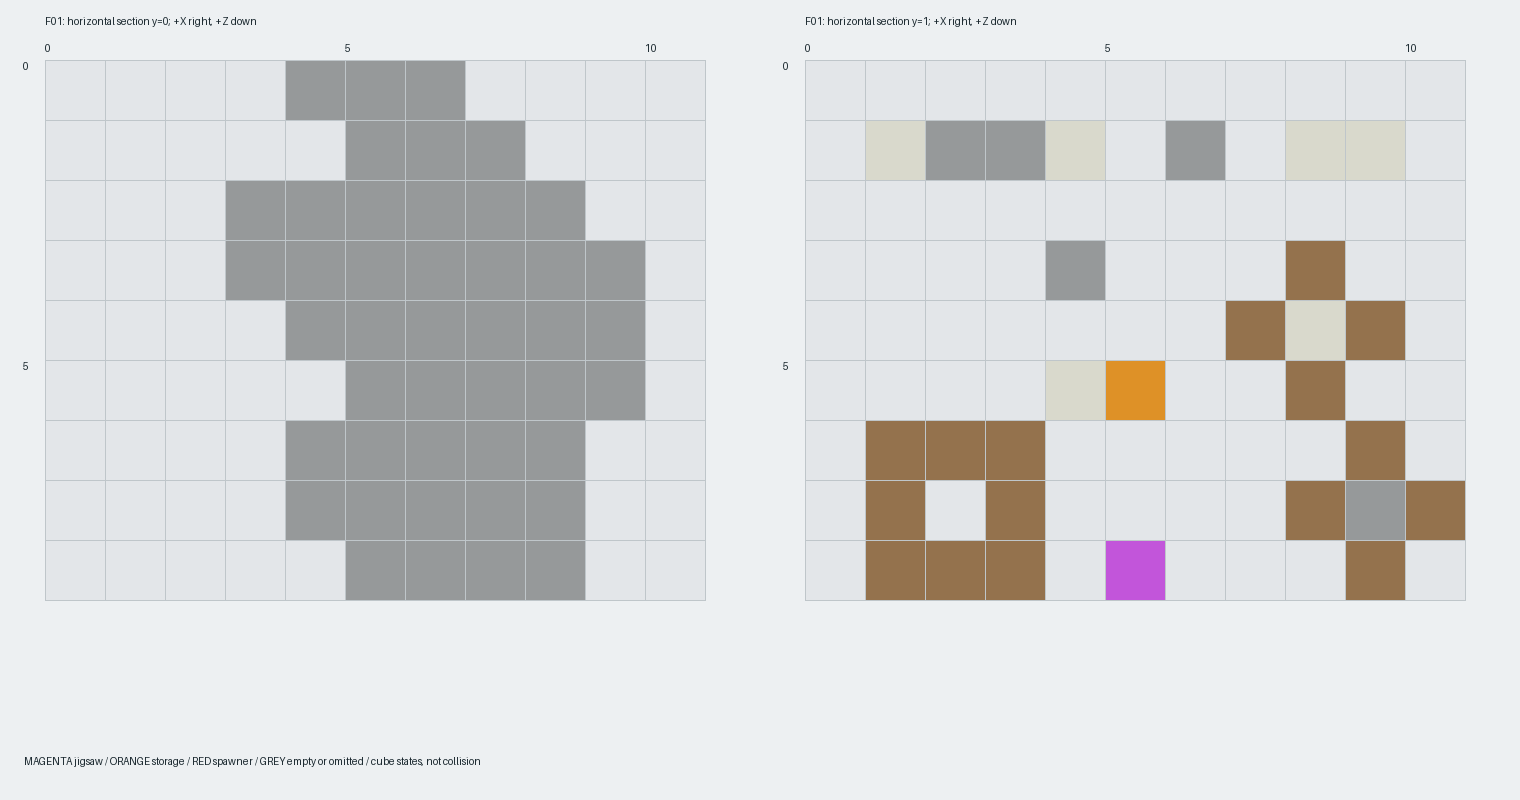 F01: horizontal section y=0; +X right, +Z down
F01: horizontal section y=1; +X right, +Z down
0 5 10
0 5 10
0
0
5
5
MAGENTA jigsaw / ORANGE storage / RED spawner / GREY empty or omitted / cube states, not collision